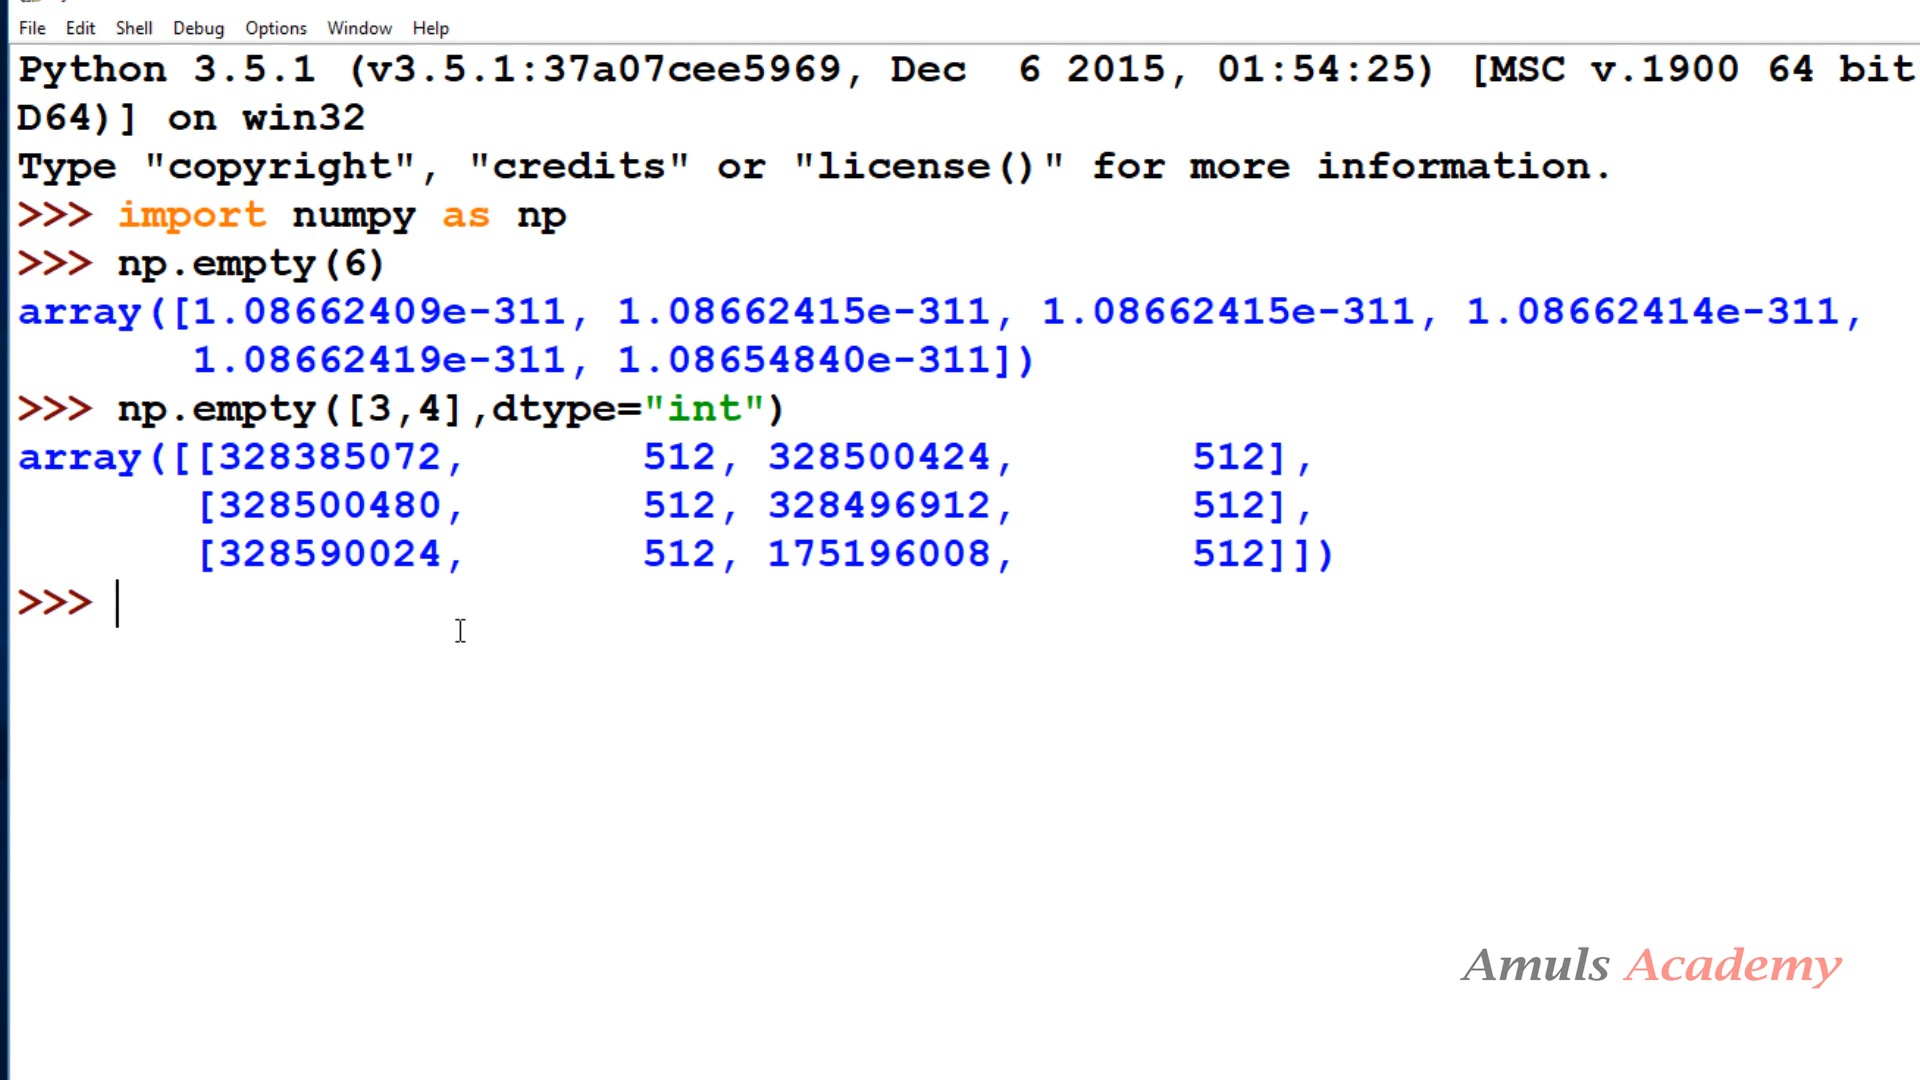 File Edit Shell Debug Options Window Help
Python 3.5.1 (v3.5.1:37a07cee5969, Dec  6 2015, 01:54:25) [MSC v.1900 64 bit
D64)] on win32
Type "copyright", "credits" or "license()" for more information.
>>> import numpy as np
>>> np.empty(6)
array([1.08662409e-311, 1.08662415e-311, 1.08662415e-311, 1.08662414e-311,
       1.08662419e-311, 1.08654840e-311])
>>> np.empty([3,4],dtype="int")
array([[328385072,       512, 328500424,       512],
       [328500480,       512, 328496912,       512],
       [328590024,       512, 175196008,       512]])
>>>
Amuls Academy